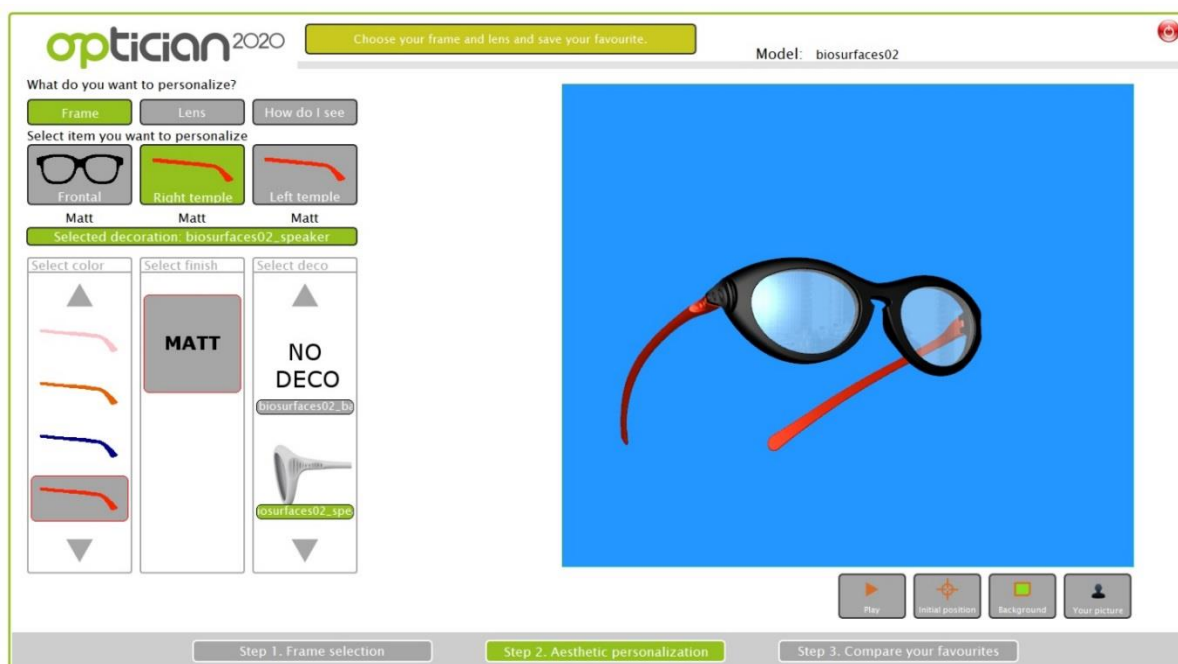 optician2020
Choose your frame and lens and save your favourite.
Model: biosurfaces02
What do you want to personalize?
Frame Lens How do I see
Select item you want to personalize
Frontal Right temple Left temple
Matt Matt Matt
Selected decoration: biosurfaces02_speaker
Select color Select finish Select deco
MATT
NO
DECO
biosurfaces02_ba
iosurfaces02_spe
Play Initial position Background Your picture
Step 1. Frame selection Step 2. Aesthetic personalization Step 3. Compare your favourites